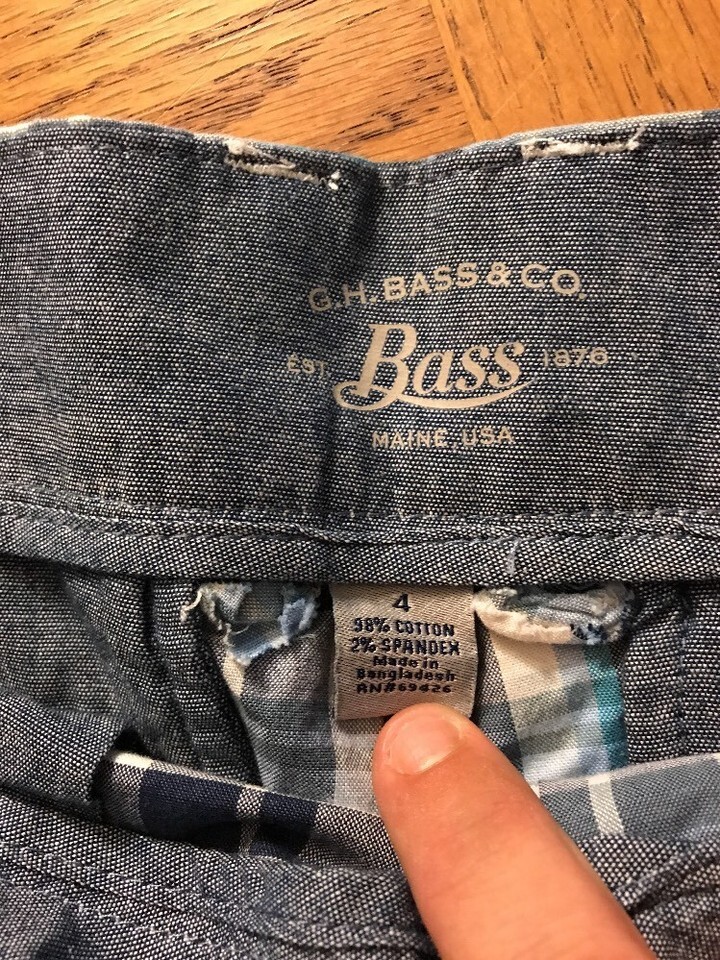 G.H. BASS & CO.
EST. Bass 1876
MAINE, USA
4
98% COTTON
2% SPANDEX
Made in
Bangladesh
RN#69426